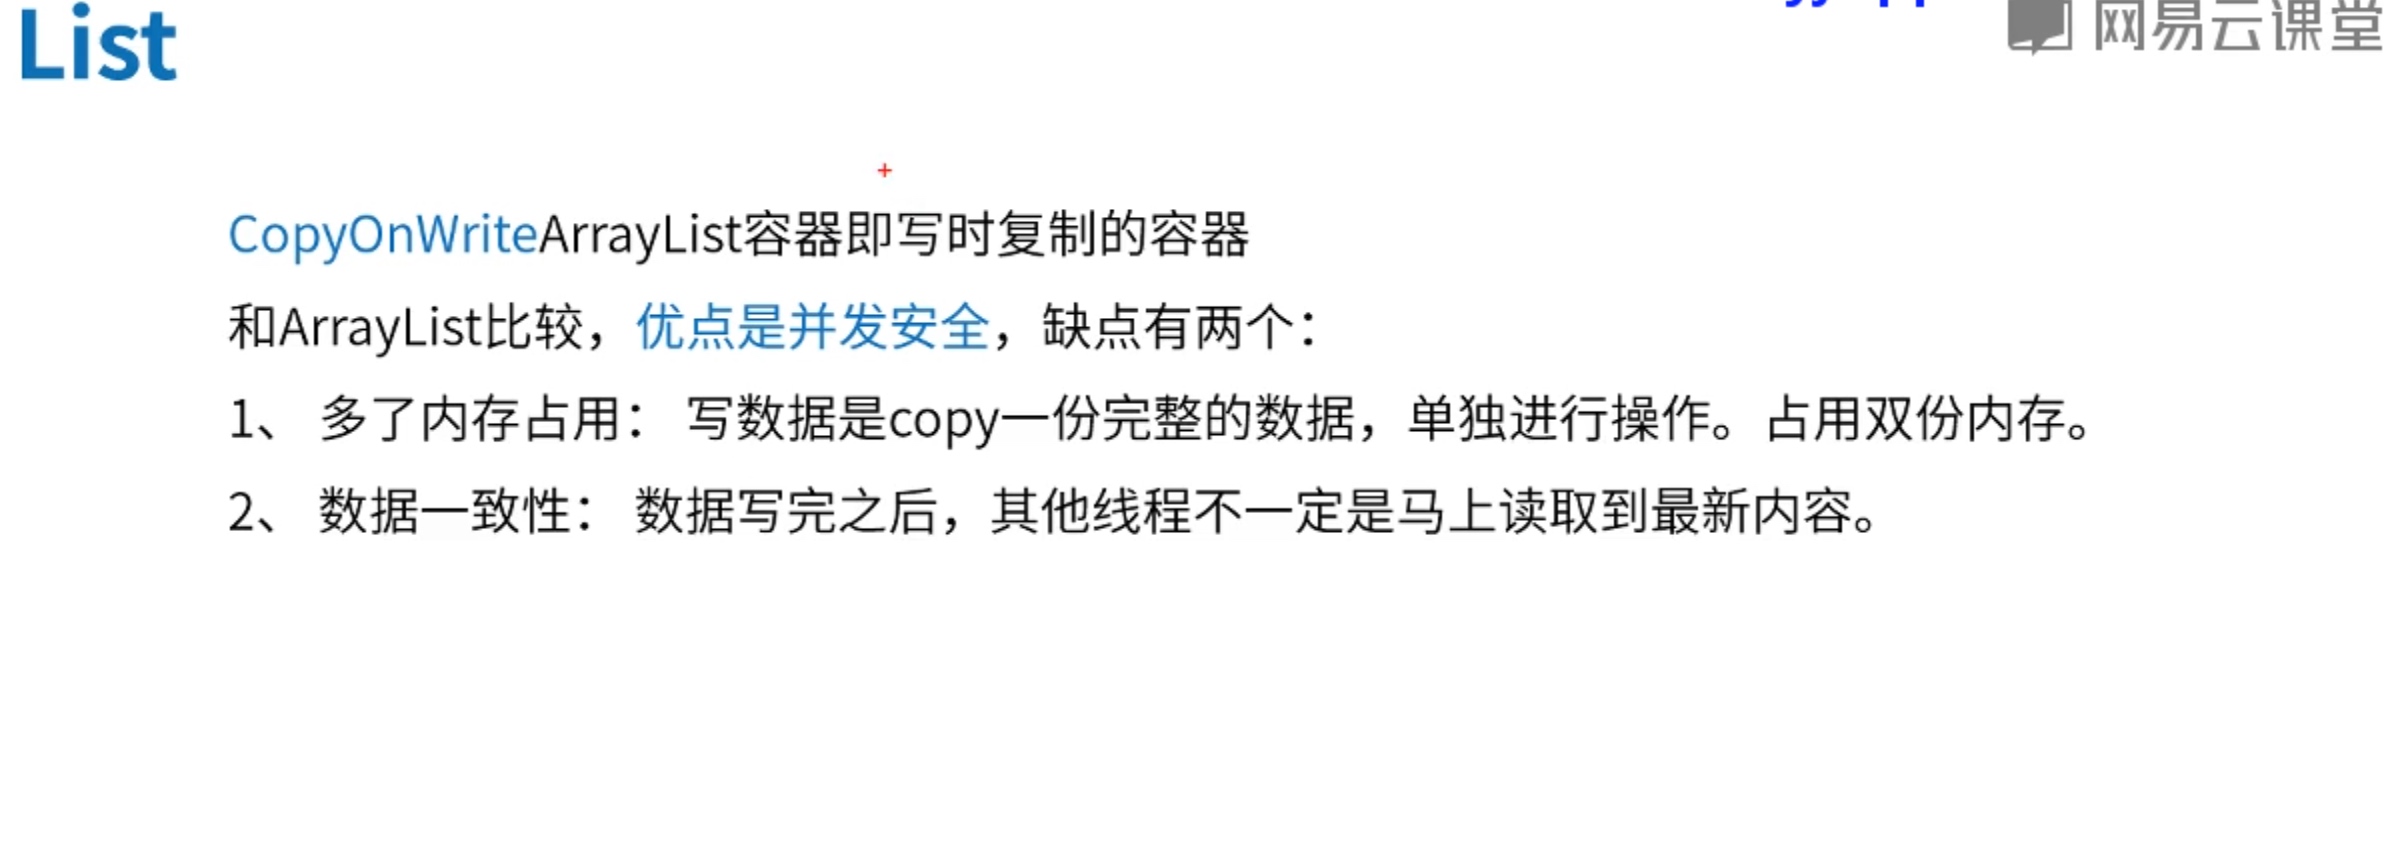 List
网易云课堂
CopyOnWriteArrayList容器即写时复制的容器
和ArrayList比较，优点是并发安全，缺点有两个：
1、 多了内存占用： 写数据是copy一份完整的数据，单独进行操作。占用双份内存。
2、 数据一致性： 数据写完之后，其他线程不一定是马上读取到最新内容。